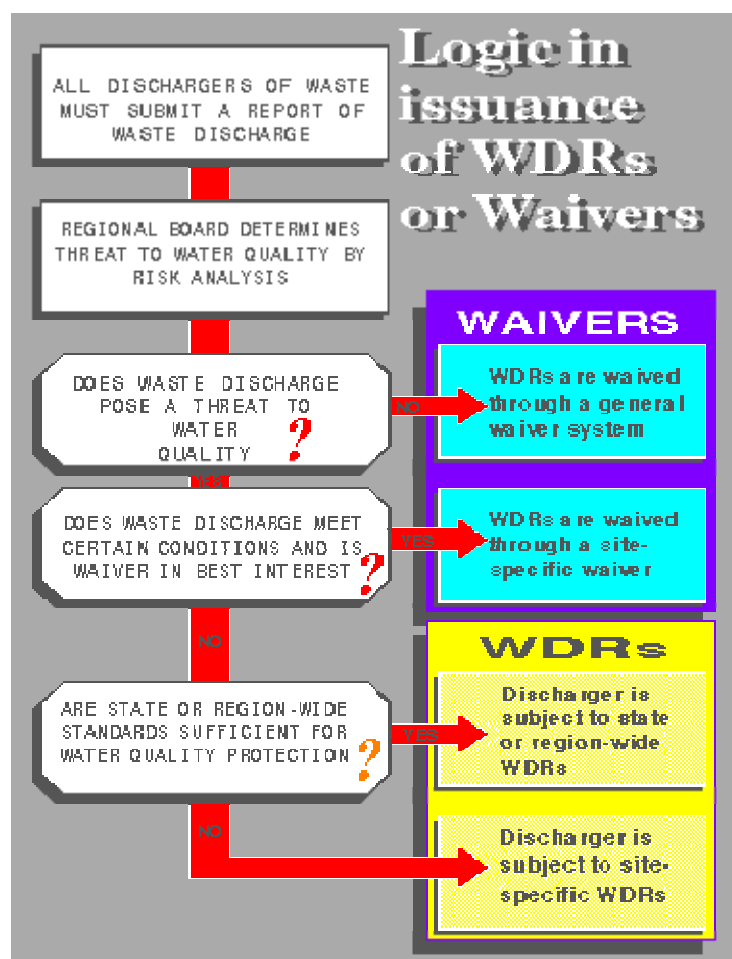 Logic in
issuance
of WDRs
or Waivers
ALL DISCHARGERS OF WASTE
MUST SUBMIT A REPORT OF
WASTE DISCHARGE
REGIONAL BOARD DETERMINES
THREAT TO WATER QUALITY BY
RISK ANALYSIS
DOES WASTE DISCHARGE
POSE A THREAT TO
WATER
QUALITY ?
NO
YES
WAIVERS
WDRs are waived
through a general
waiver system
DOES WASTE DISCHARGE MEET
CERTAIN CONDITIONS AND IS
WAIVER IN BEST INTEREST ?
YES
NO
WDRs are waived
through a site-
specific waiver
WDRs
ARE STATE OR REGION-WIDE
STANDARDS SUFFICIENT FOR
WATER QUALITY PROTECTION ?
YES
NO
Discharger is
subject to state
or region-wide
WDRs
Discharger is
subject to site-
specific WDRs